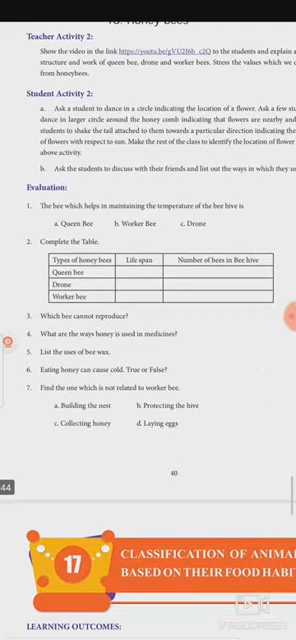 Teacher Activity 2:
Show the video in the link https://youtu.be/gVU2I6b_c2Q to the students and explain a
structure and work of queen bee, drone and worker bees. Stress the values which we c
from honeybees.
Student Activity 2:
a. Ask a student to dance in a circle indicating the location of a flower. Ask a few stu
dance in larger circle around the honey comb indicating that flowers are nearby and
students to shake the tail attached to them towards a particular direction indicating the
of flowers with respect to sun. Make the rest of the class to identify the location of flower
above activity.
b. Ask the students to discuss with their friends and list out the ways in which they us
Evaluation:
1. The bee which helps in maintaining the temperature of the bee hive is
a. Queen Bee b. Worker Bee c. Drone
2. Complete the Table.
Types of honey bees Life span Number of bees in Bee hive
Queen bee
Drone
Worker bee
3. Which bee cannot reproduce?
4. What are the ways honey is used in medicines?
5. List the uses of bee wax.
6. Eating honey can cause cold. True or False?
7. Find the one which is not related to worker bee.
a. Building the nest b. Protecting the hive
c. Collecting honey d. Laying eggs
40
44
17
CLASSIFICATION OF ANIMA
BASED ON THEIR FOOD HABI
LEARNING OUTCOMES: